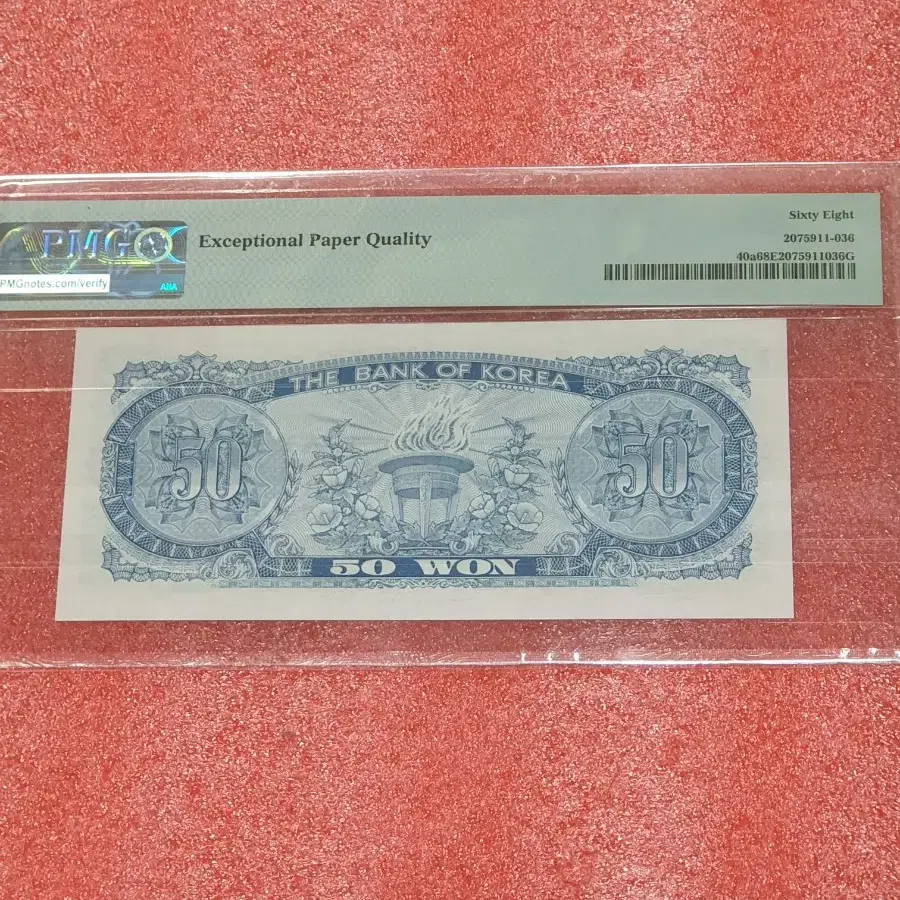 PMG
PMGnotes.com/verify
ANA
Exceptional Paper Quality
Sixty Eight
2075911-036
40a68E2075911036G
THE BANK OF KOREA
50
50
50 WON